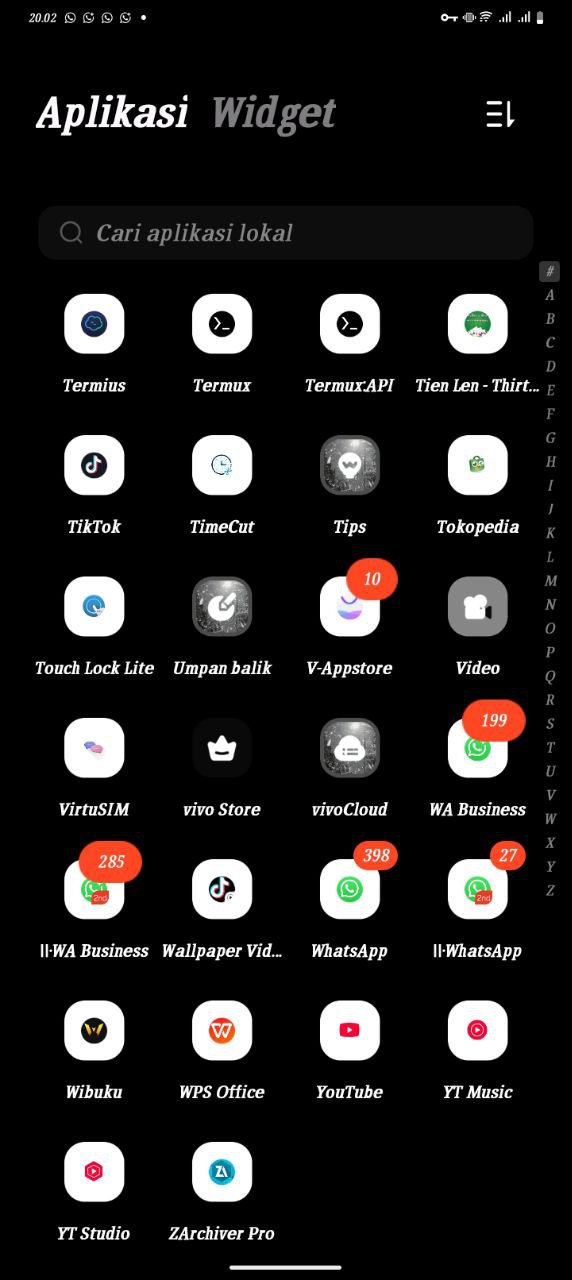 20.02
Aplikasi Widget
Cari aplikasi lokal
#
A
B
C
D
E
F
G
H
I
J
K
L
M
N
O
P
Q
R
S
T
U
V
W
X
Y
Z
Termius Termux Termux:API Tien Len - Thirt...
TikTok TimeCut Tips Tokopedia
10
Touch Lock Lite Umpan balik V-Appstore Video
199
VirtuSIM vivo Store vivoCloud WA Business
285 398 27
2nd 2nd
II·WA Business Wallpaper Vid... WhatsApp II·WhatsApp
Wibuku WPS Office YouTube YT Music
ZA
YT Studio ZArchiver Pro